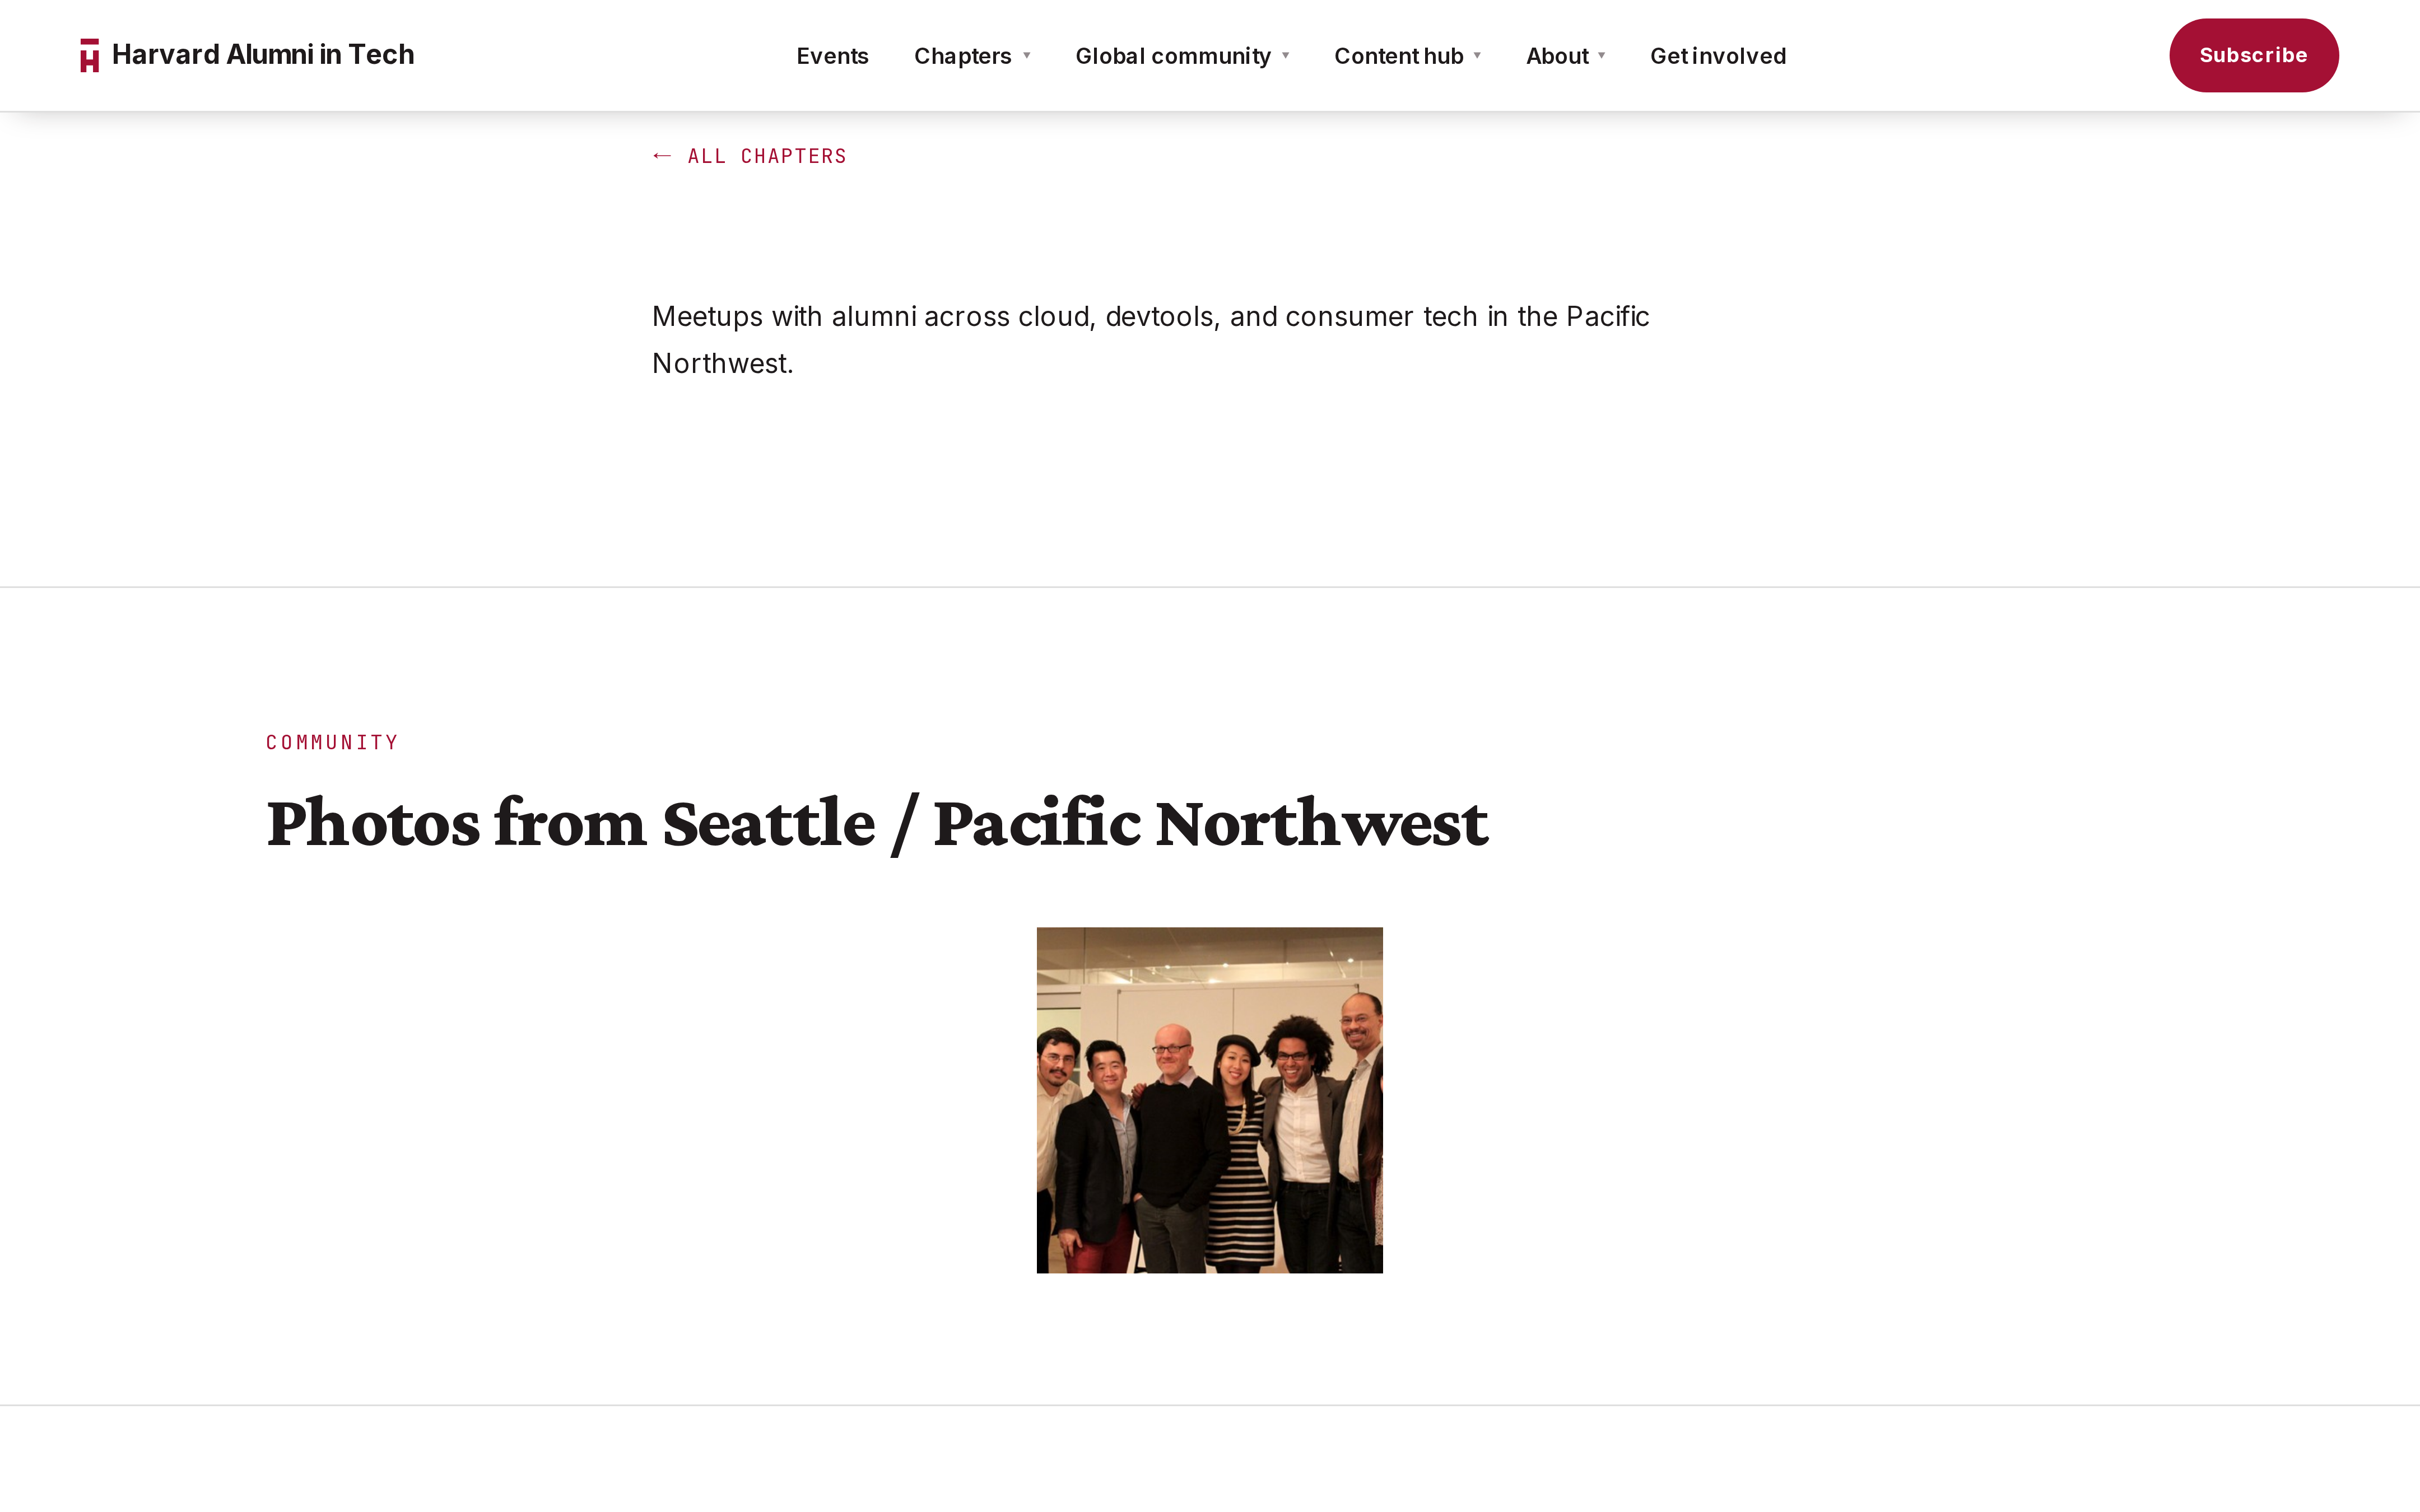 Harvard Alumni in Tech
Events Chapters Global community Content hub About Get involved
Subscribe
← ALL CHAPTERS
Meetups with alumni across cloud, devtools, and consumer tech in the Pacific
Northwest.
COMMUNITY
Photos from Seattle / Pacific Northwest